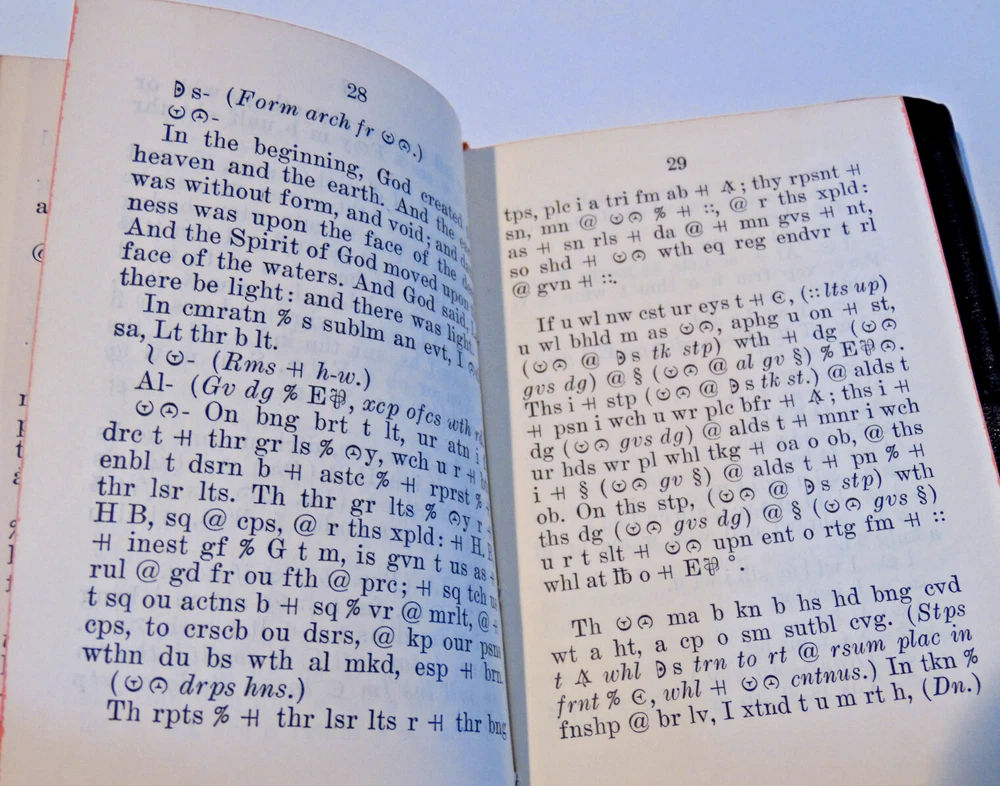 28
Ð s- (Form arch fr ☉ ☉.)
☉ ☉-
In the beginning, God created
heaven and the earth. And the
was without form, and void; and
ness was upon the face of the
And the Spirit of God moved upon
face of the waters. And God said,
there be light: and there was light.
In cmratn % s sublm an evt, I
sa, Lt thr b lt.
☉- (Rms ⫲ h-w.)
Al- (Gv dg % E⌘, xcp ofcs wth
☉ ☉- On bng brt t lt, ur atn i
drc t ⫲ thr gr ls % ☉y, wch u r ⫲
enbl t dsrn b ⫲ astc % ⫲ rprst %
thr lsr lts. Th thr gr lts % ☉y r ⫲
H B, sq @ cps, @ r ths xpld: ⫲ H.
⫲ inest gf % G t m, is gvn t us as
rul @ gd fr ou fth @ prc; ⫲ sq tch
t sq ou actns b ⫲ sq % vr @ mrlt, @
cps, to crscb ou dsrs, @ kp our
wthn du bs wth al mkd, esp ⫲ brn
(☉ ☉ drps hns.)
Th rpts % ⫲ thr lsr lts r ⫲ thr bng
29
tps, plc i a tri fm ab ⫲ Ⱥ; thy rpsnt ⫲
sn, mn @ ☉ ☉ % ⫲ ::, @ r ths xpld:
as ⫲ sn rls ⫲ da @ ⫲ mn gvs ⫲ nt,
so shd ⫲ ☉ ☉ wth eq reg endvr t rl
@ gvn ⫲ ::.
If u wl nw cst ur eys t ⫲ Є, (:: lts up)
u wl bhld m as ☉ ☉, aphg u on ⫲ st,
(☉ ☉ @ Ð s tk stp) wth ⫲ dg (☉ ☉
gvs dg) @ § (☉ ☉ @ al gv §) % E⌘☉.
Ths i ⫲ stp (☉ ☉ @ Ð s tk st.) @ alds t
⫲ psn i wch u wr plc bfr ⫲ Ⱥ; ths i ⫲
dg (☉ ☉ gvs dg) @ alds t ⫲ mnr i wch
ur hds wr pl whl tkg ⫲ oa o ob, @ ths
i ⫲ § (☉ ☉ gv §) @ alds t ⫲ pn % ⫲
ob. On ths stp, (☉ ☉ @ Ð s stp) wth
ths dg (☉ ☉ gvs dg) @ § (☉ ☉ gvs §)
u r t slt ⫲ ☉ ☉ upn ent o rtg fm ⫲ ::
whl at ℔ o ⫲ E⌘ °.
Th ☉ ☉ ma b kn b hs hd bng cvd
wt a ht, a cp o sm sutbl cvg. (Stps
t Ⱥ whl Ð s trn to rt @ rsum plac in
frnt % Є, whl ⫲ ☉ ☉ cntnus.) In tkn %
fnshp @ br lv, I xtnd t u m rt h, (Dn.)